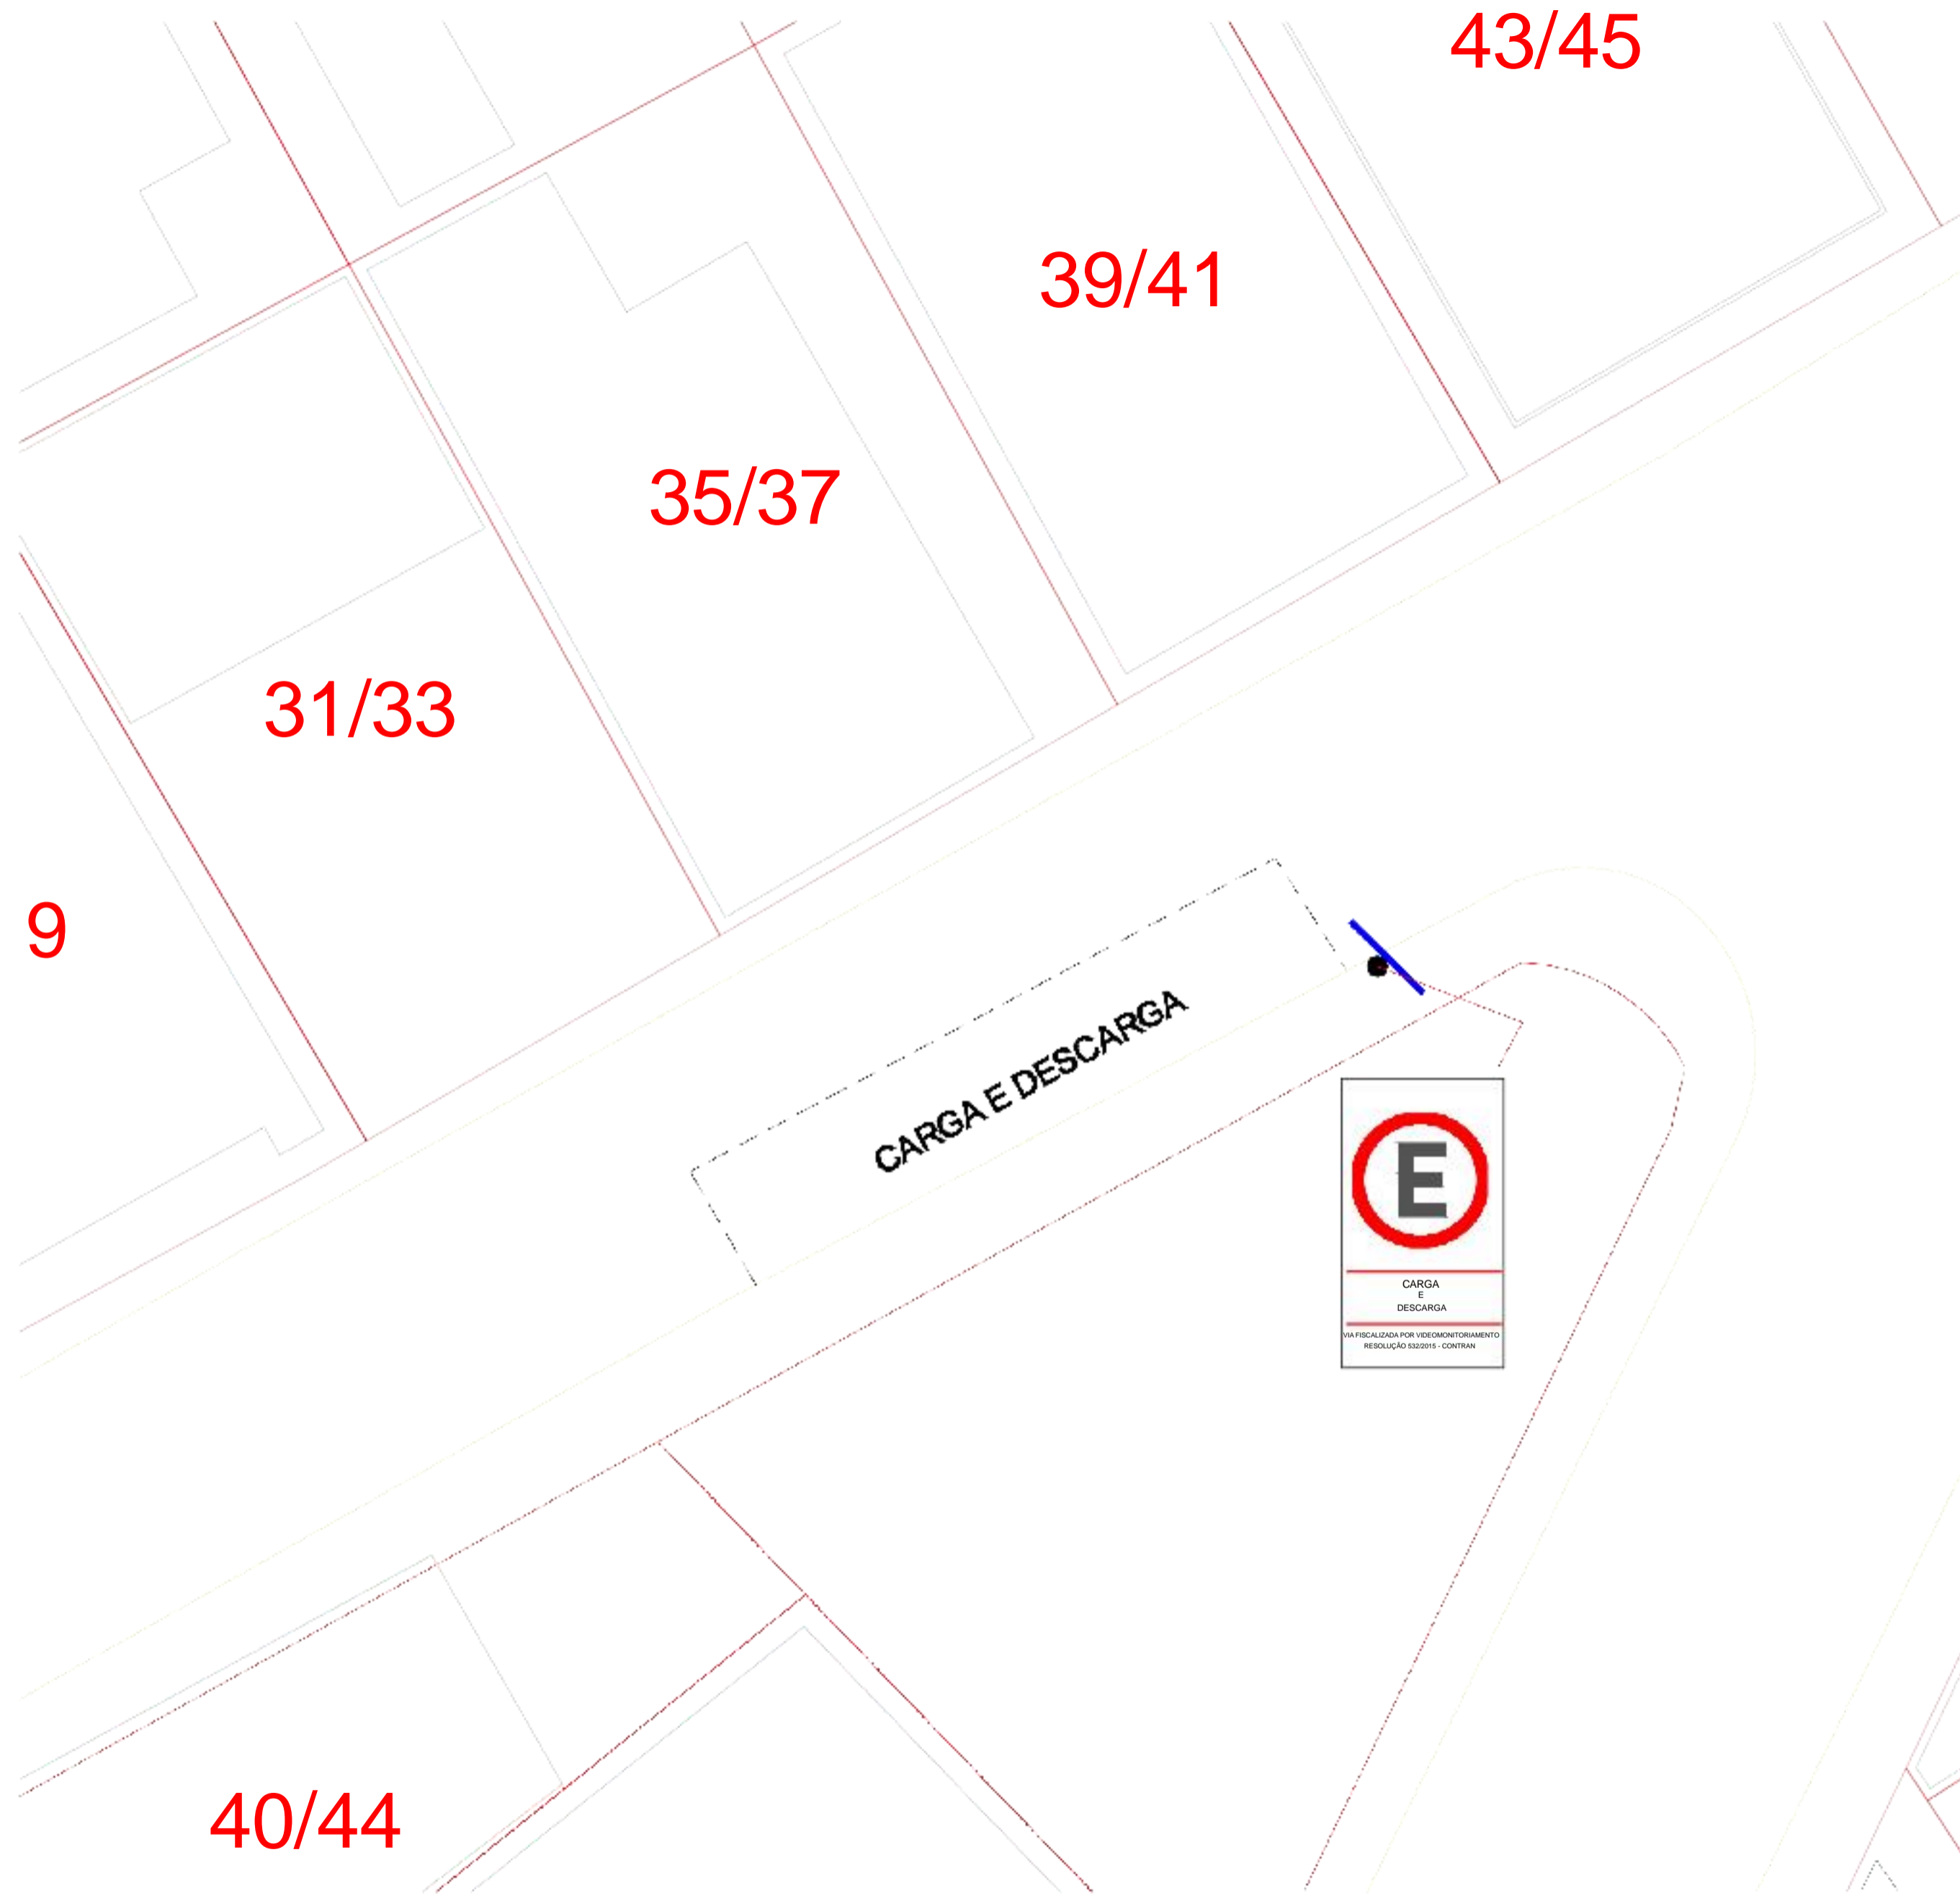 43/45
39/41
35/37
31/33
9
CARGA E DESCARGA
E
CARGA
E
DESCARGA
VIA FISCALIZADA POR VIDEOMONITORIAMENTO
RESOLUÇÃO 532/2015 - CONTRAN
40/44